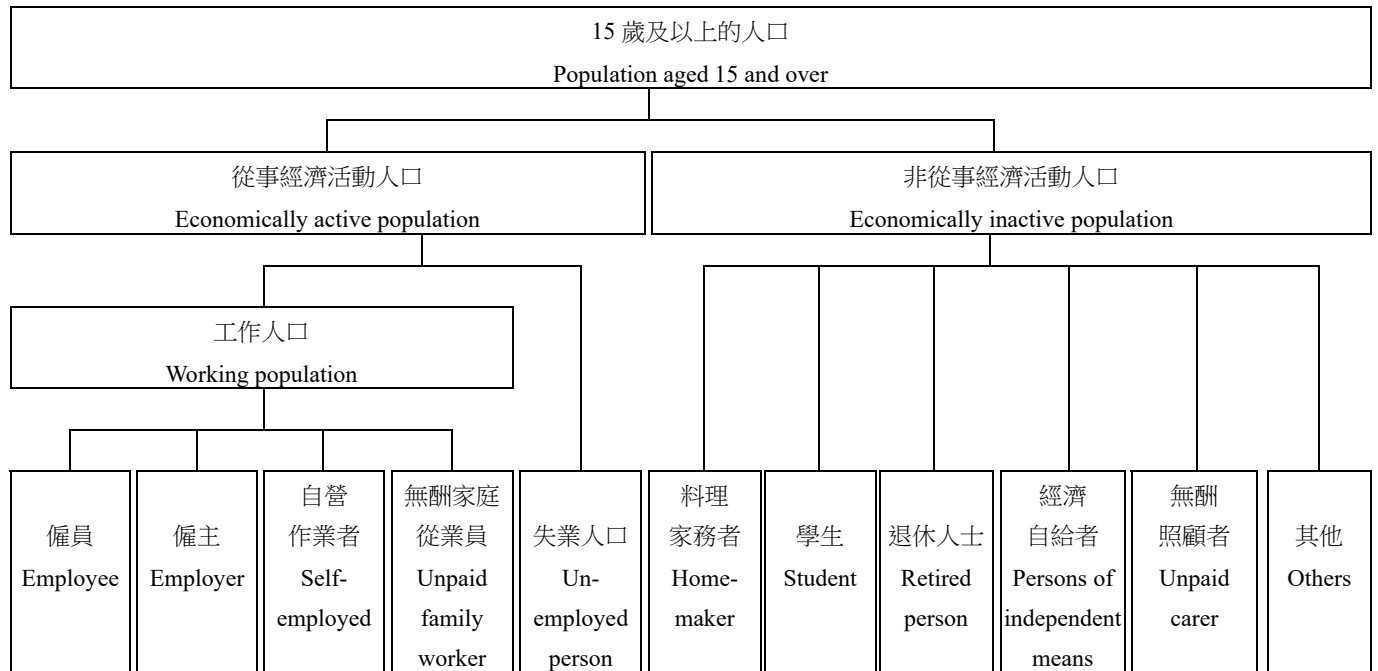 15 歲及以上的人口
Population aged 15 and over
從事經濟活動人口
Economically active population
非從事經濟活動人口
Economically inactive population
工作人口
Working population
僱員
Employee
僱主
Employer
自營
作業者
Self-
employed
無酬家庭
從業員
Unpaid
family
worker
失業人口
Un-
employed
person
料理
家務者
Home-
maker
學生
Student
退休人士
Retired
person
經濟
自給者
Persons of
independent
means
無酬
照顧者
Unpaid
carer
其他
Others